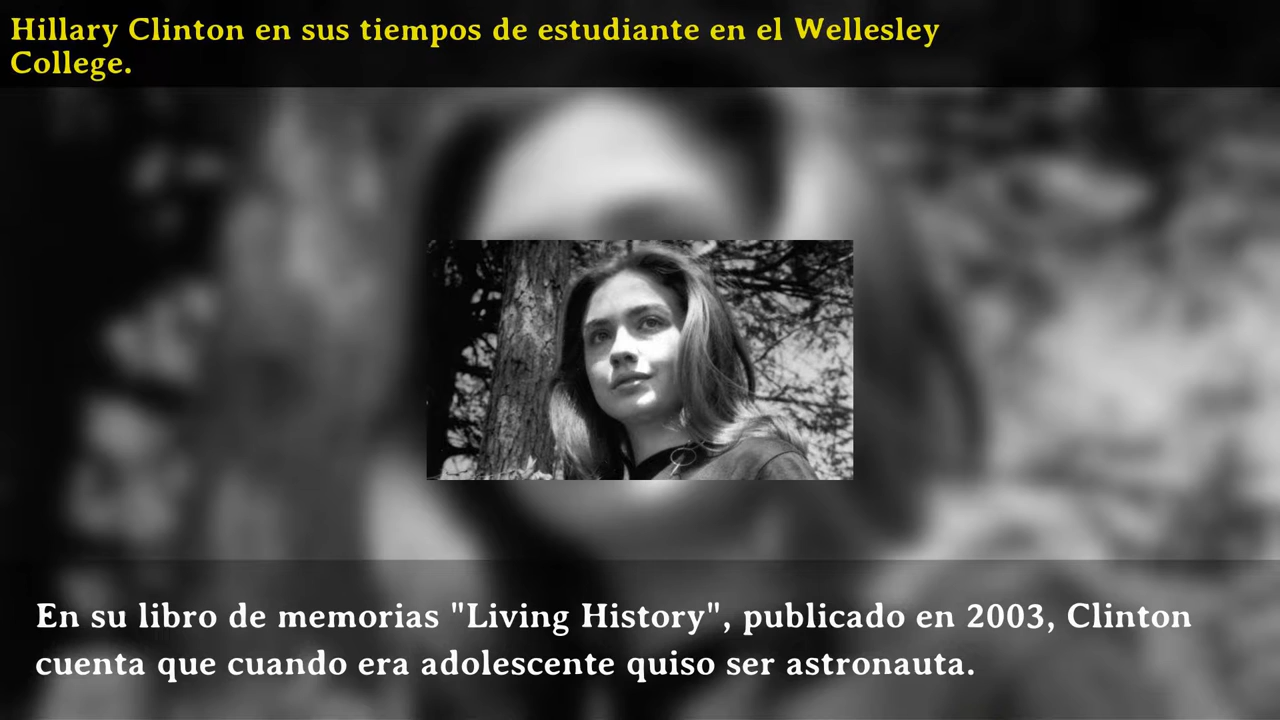 Hillary Clinton en sus tiempos de estudiante en el Wellesley
College.
En su libro de memorias "Living History", publicado en 2003, Clinton
cuenta que cuando era adolescente quiso ser astronauta.